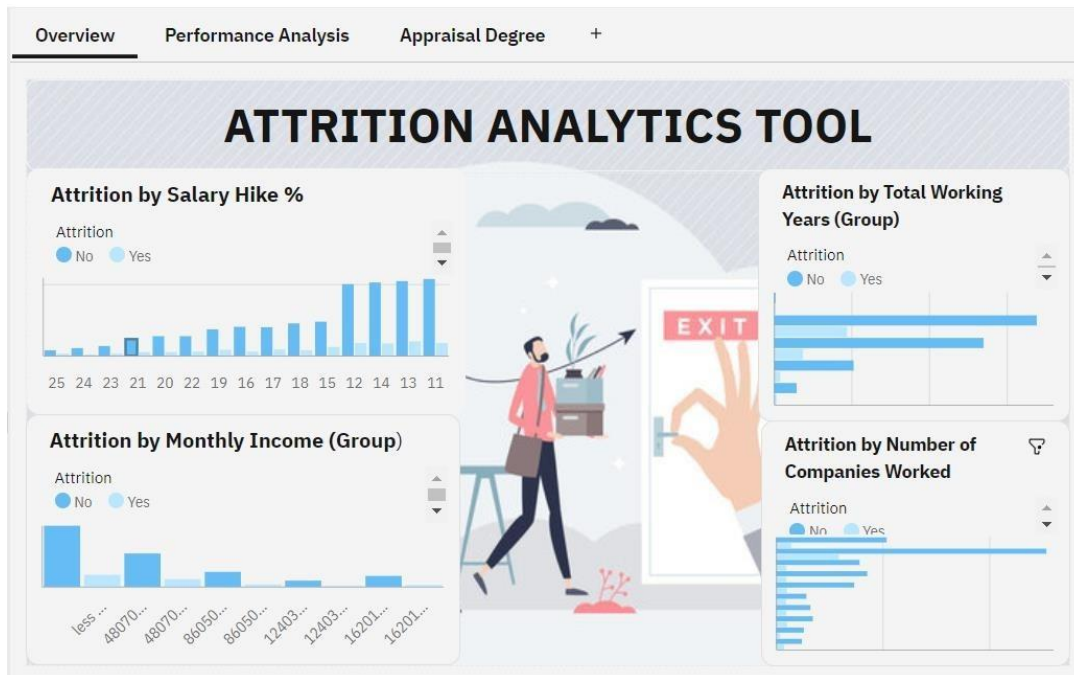 Overview Performance Analysis Appraisal Degree +
ATTRITION ANALYTICS TOOL
Attrition by Salary Hike %
Attrition
No Yes
25 24 23 21 20 22 19 16 17 18 15 12 14 13 11
Attrition by Monthly Income (Group)
Attrition
No Yes
less... 48070... 48070... 86050... 86050... 12403... 12403... 16201... 16201...
EXIT
Attrition by Total Working
Years (Group)
Attrition
No Yes
Attrition by Number of
Companies Worked
Attrition
No Yes